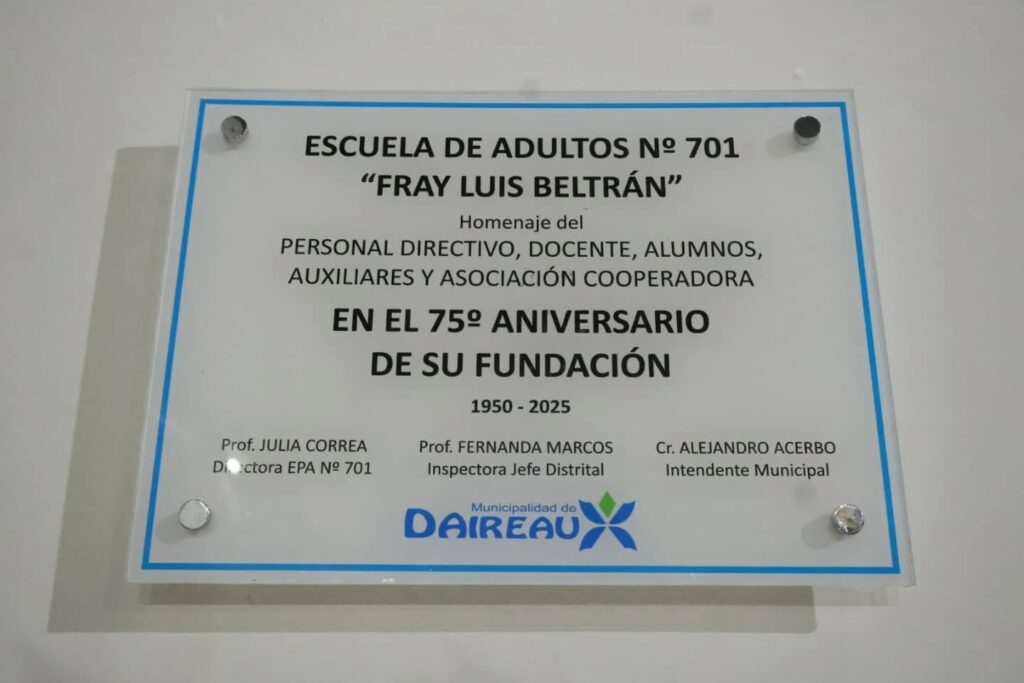 ESCUELA DE ADULTOS Nº 701
“FRAY LUIS BELTRÁN”
Homenaje del
PERSONAL DIRECTIVO, DOCENTE, ALUMNOS,
AUXILIARES Y ASOCIACIÓN COOPERADORA
EN EL 75º ANIVERSARIO
DE SU FUNDACIÓN
1950 - 2025
Prof. JULIA CORREA
Directora EPA Nº 701
Prof. FERNANDA MARCOS
Inspectora Jefe Distrital
Cr. ALEJANDRO ACERBO
Intendente Municipal
Municipalidad de
DAIREAUX